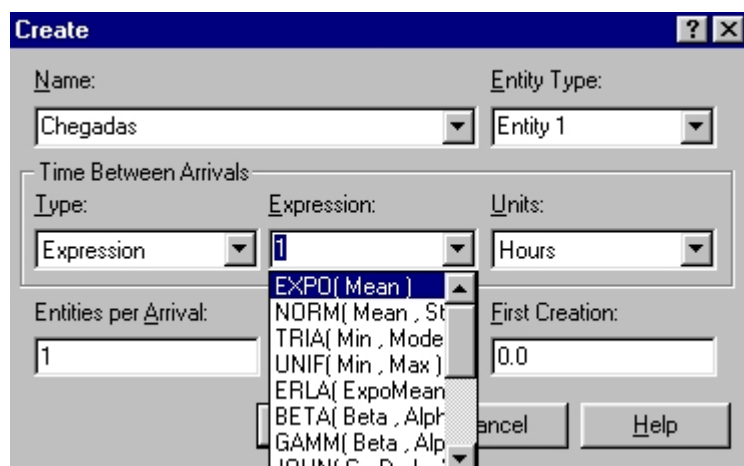 Create
Name:
Entity Type:
Chegadas
Entity 1
Time Between Arrivals
Type:
Expression:
Units:
Expression
1
Hours
EXPO( Mean )
NORM( Mean , St
TRIA( Min , Mode
UNIF( Min , Max )
ERLA( ExpoMean
BETA( Beta , Alph
GAMM( Beta , Alp
Entities per Arrival:
First Creation:
1
0.0
ancel
Help